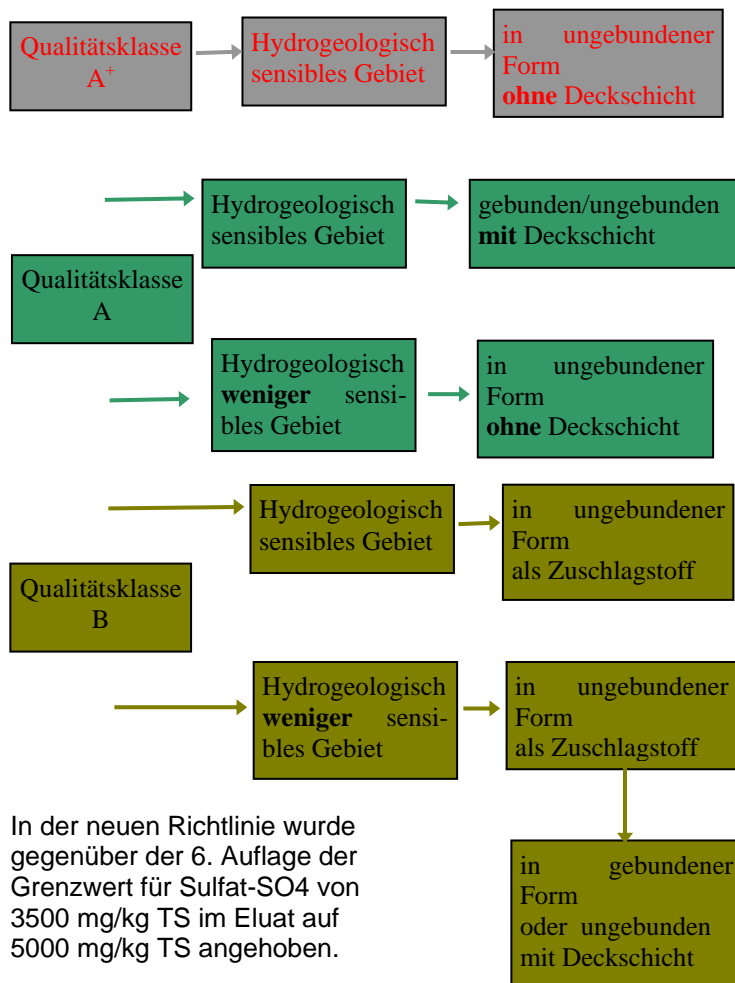 Qualitätsklasse
A+
Hydrogeologisch
sensibles Gebiet
in ungebundener
Form
ohne Deckschicht
Hydrogeologisch
sensibles Gebiet
gebunden/ungebunden
mit Deckschicht
Qualitätsklasse
A
Hydrogeologisch
weniger sensi-
bles Gebiet
in ungebundener
Form
ohne Deckschicht
Hydrogeologisch
sensibles Gebiet
in ungebundener
Form
als Zuschlagstoff
Qualitätsklasse
B
Hydrogeologisch
weniger sensi-
bles Gebiet
in ungebundener
Form
als Zuschlagstoff
In der neuen Richtlinie wurde
gegenüber der 6. Auflage der
Grenzwert für Sulfat-SO4 von
3500 mg/kg TS im Eluat auf
5000 mg/kg TS angehoben.
in gebundener
Form
oder ungebunden
mit Deckschicht